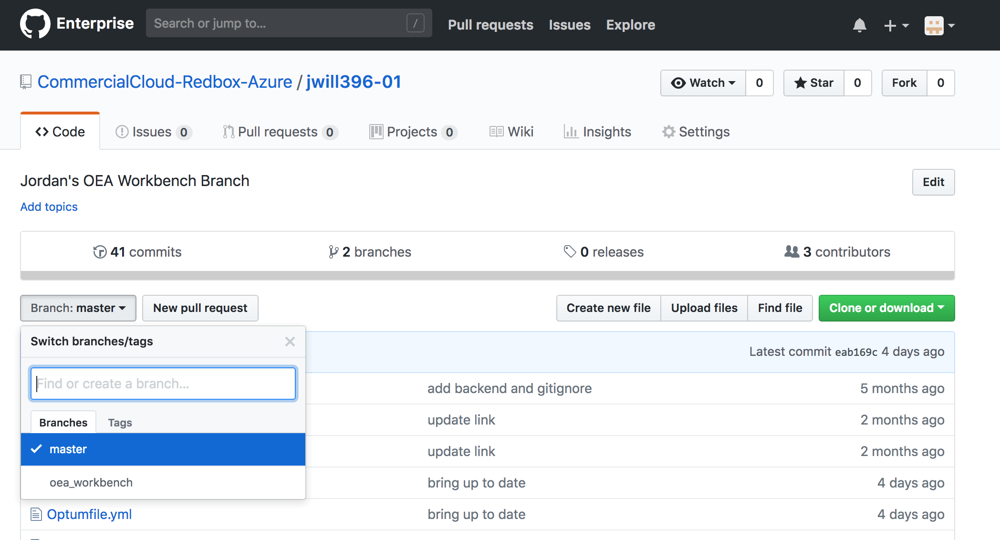 Enterprise Search or jump to... / Pull requests Issues Explore
CommercialCloud-Redbox-Azure / jwill396-01 Watch 0 Star 0 Fork 0
Code Issues 0 Pull requests 0 Projects 0 Wiki Insights Settings
Jordan's OEA Workbench Branch Edit
Add topics
41 commits 2 branches 0 releases 3 contributors
Branch: master New pull request Create new file Upload files Find file Clone or download
Switch branches/tags
Latest commit eab169c 4 days ago
Find or create a branch...
add backend and gitignore 5 months ago
Branches Tags
update link 2 months ago
master
update link 2 months ago
oea_workbench
bring up to date 4 days ago
Optumfile.yml bring up to date 4 days ago